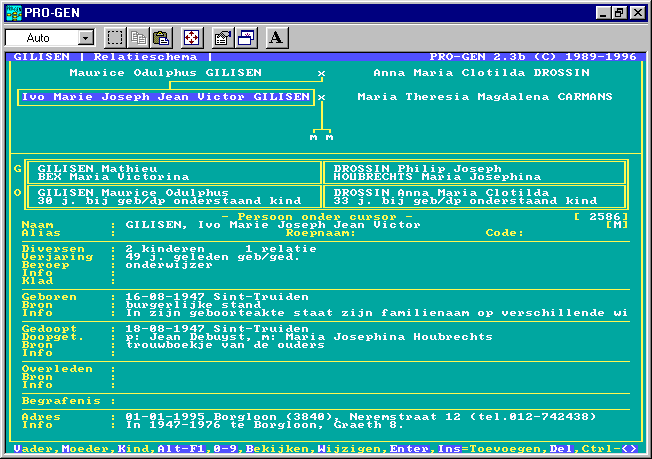 PRO-GEN
Auto
A
GILISEN | Relatieschema | PRO-GEN 2.3b (C) 1989-1996
Maurice Odulphus GILISEN x Anna Maria Clotilda DROSSIN
Ivo Marie Joseph Jean Victor GILISEN x Maria Theresia Magdalena CARMANS
M M
G GILISEN Mathieu DROSSIN Philip Joseph
BEX Maria Victorina HOUBRECHTS Maria Josephina
O GILISEN Maurice Odulphus DROSSIN Anna Maria Clotilda
30 j. bij geb/dp onderstaand kind 33 j. bij geb/dp onderstaand kind
- Persoon onder cursor - [ 2586]
Naam : GILISEN, Ivo Marie Joseph Jean Victor [M]
Alias : Roepnaam: Code:
Diversen : 2 kinderen 1 relatie
Verjaring : 49 j. geleden geb/ged.
Beroep : onderwijzer
Info :
Klad :
Geboren : 16-08-1947 Sint-Truiden
Bron : burgerlijke stand
Info : In zijn geboorteakte staat zijn familienaam op verschillende wi
Gedoopt : 18-08-1947 Sint-Truiden
Doopget. : p: Jean Debuyst, m: Maria Josephina Houbrechts
Bron : trouwboekje van de ouders
Info :
Overleden :
Bron :
Info :
Begrafenis :
Adres : 01-01-1995 Borgloon (3840), Neremstraat 12 (tel.012-742438)
Info : In 1947-1976 te Borgloon, Graeth 8.
Vader,Moeder,Kind,Alt-F1,0-9,Bekijken,Wijzigen,Enter,Ins=Toevoegen,Del,Ctrl-<>